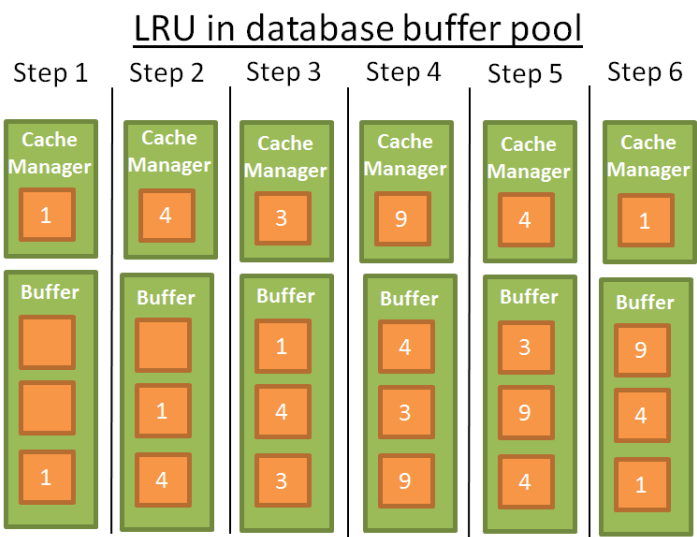 LRU in database buffer pool
Step 1 Step 2 Step 3 Step 4 Step 5 Step 6
Cache Manager
1
Cache Manager
4
Cache Manager
3
Cache Manager
9
Cache Manager
4
Cache Manager
1
Buffer
1
Buffer
1
4
Buffer
1
4
3
Buffer
4
3
9
Buffer
3
9
4
Buffer
9
4
1